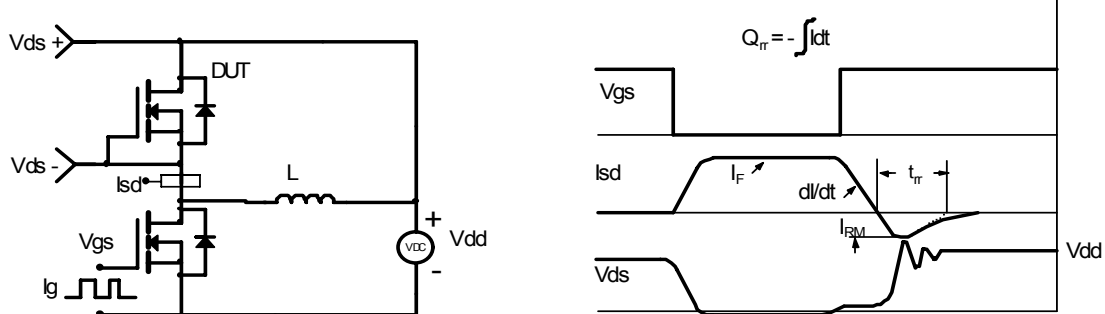 Vds +
DUT
Vds -
Isd
L
Vgs
Ig
+
VDC
-
Vdd
Qrr = - ∫Idt
Vgs
Isd
IF
dI/dt
trr
IRM
Vds
Vdd